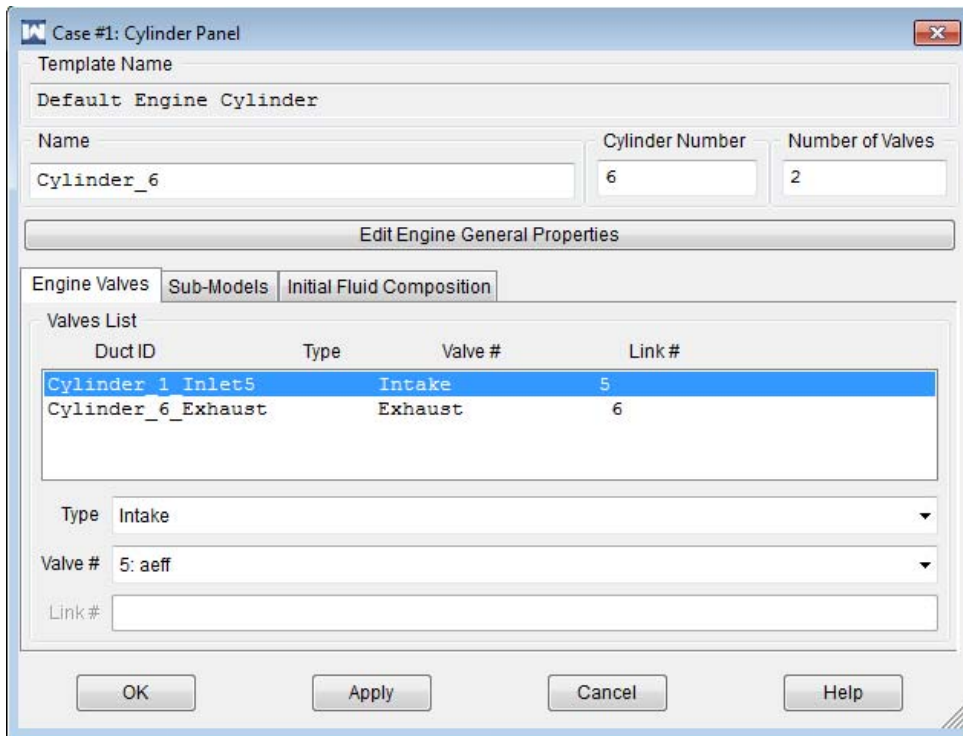 Case #1: Cylinder Panel
Template Name
Default Engine Cylinder
Name Cylinder Number Number of Valves
Cylinder_6 6 2
Edit Engine General Properties
Engine Valves Sub-Models Initial Fluid Composition
Valves List
Duct ID Type Valve # Link #
Cylinder_1_Inlet5 Intake 5
Cylinder_6_Exhaust Exhaust 6
Type Intake
Valve # 5: aeff
Link #
OK Apply Cancel Help